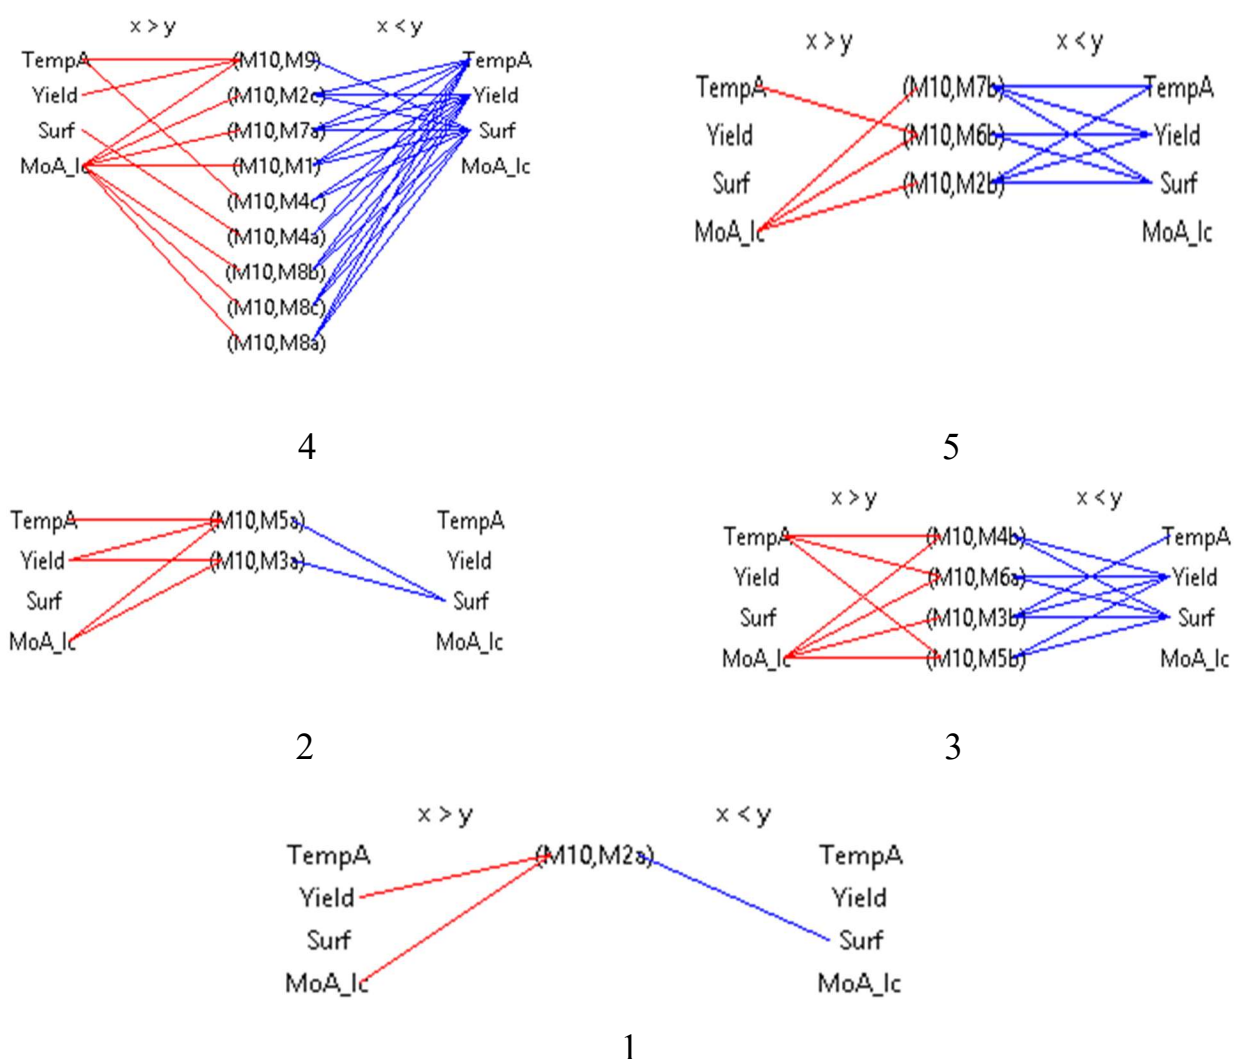 x > y x < y
TempA (M10,M9) TempA
Yield (M10,M2c) Yield
Surf (M10,M7a) Surf
MoA_Ic (M10,M1) MoA_Ic
(M10,M4c)
(M10,M4a)
(M10,M8b)
(M10,M8c)
(M10,M8a)
4
x > y x < y
TempA (M10,M7b) TempA
Yield (M10,M6b) Yield
Surf (M10,M2b) Surf
MoA_Ic MoA_Ic
5
TempA (M10,M5a) TempA
Yield (M10,M3a) Yield
Surf Surf
MoA_Ic MoA_Ic
2
x > y x < y
TempA (M10,M4b) TempA
Yield (M10,M6a) Yield
Surf (M10,M3b) Surf
MoA_Ic (M10,M5b) MoA_Ic
3
x > y x < y
TempA (M10,M2a) TempA
Yield Yield
Surf Surf
MoA_Ic MoA_Ic
1